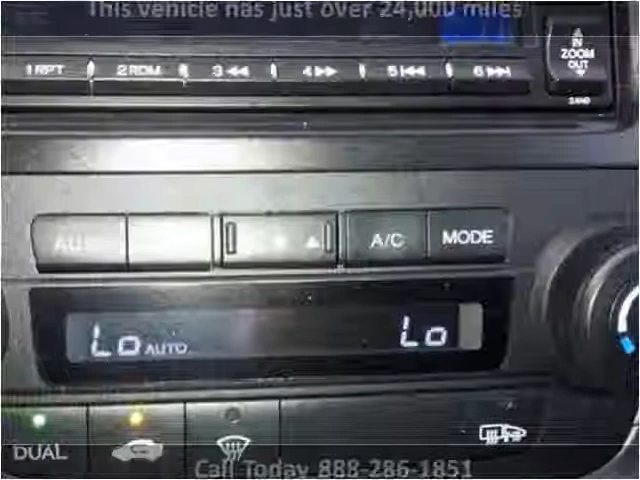 This vehicle has just over 24,000 miles
IN
ZOOM
OUT
1 RPT 2 RDM 3 4 5 6
A/C MODE
Lo AUTO Lo
DUAL
Call Today 888-286-1851